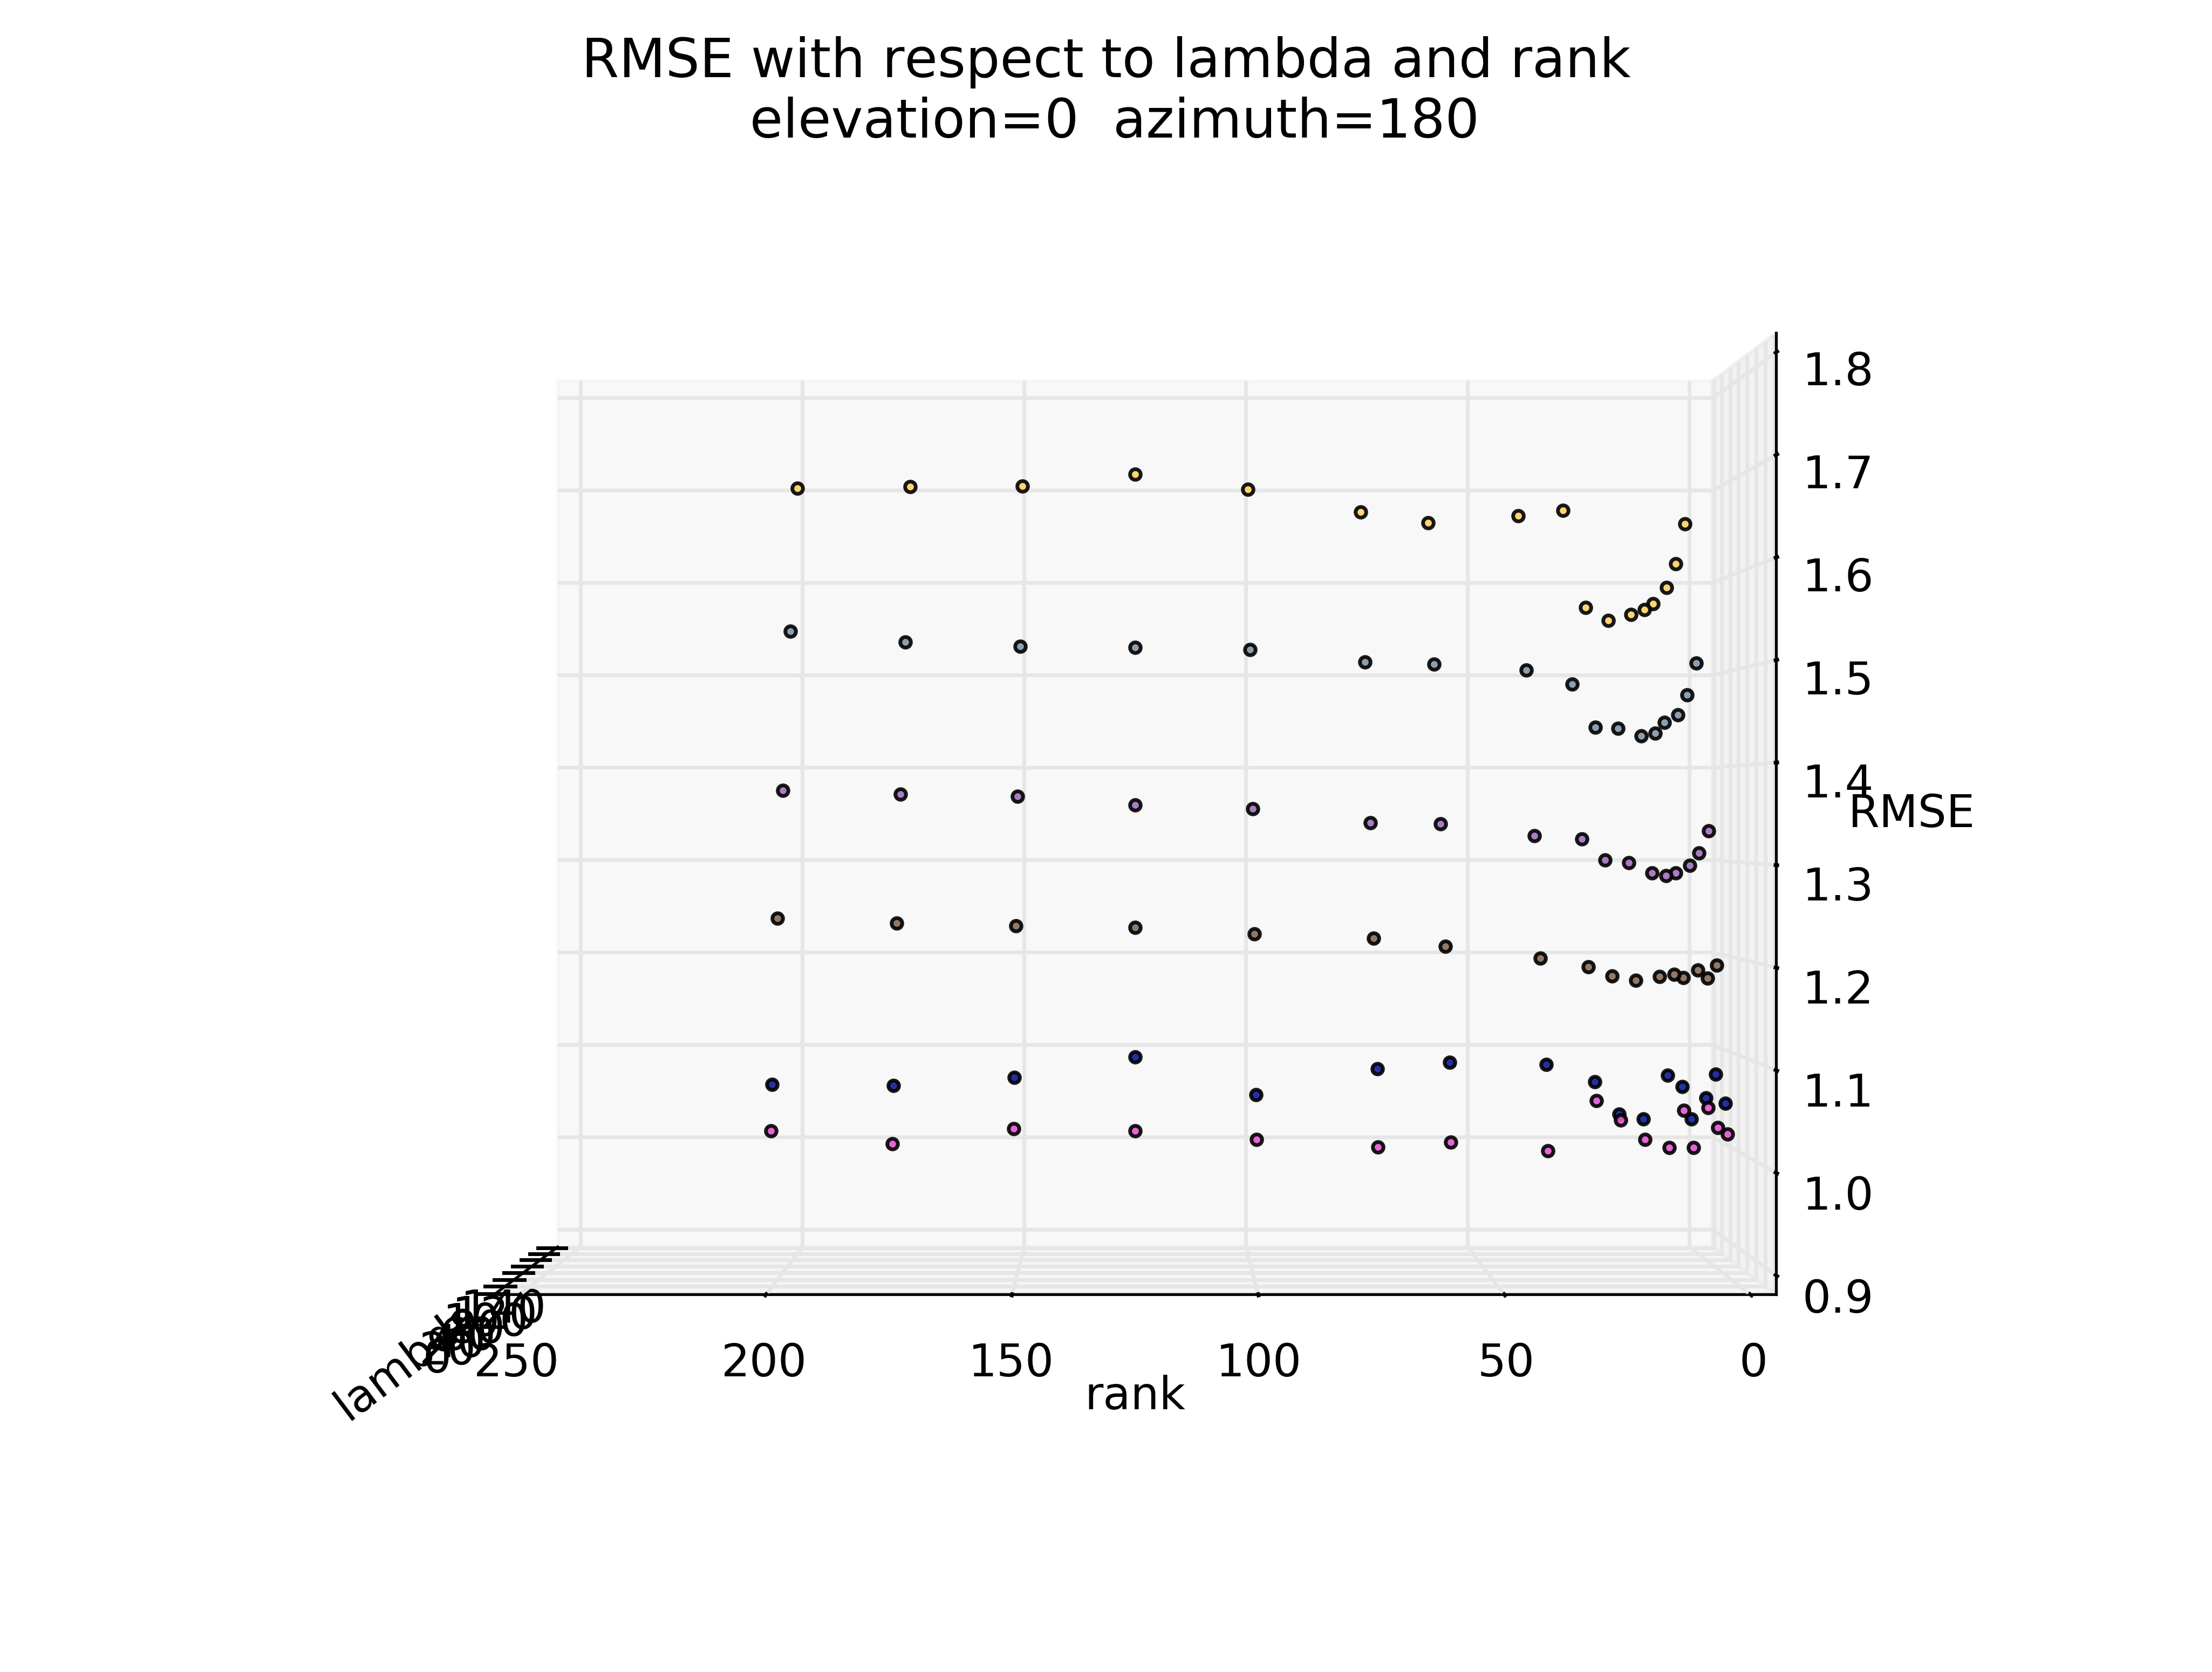 RMSE with respect to lambda and rank
elevation=0 azimuth=180
1.8
1.7
1.6
1.5
1.4
RMSE
1.3
1.2
1.1
1.0
0.9
250 200 150 100 50 0
rank